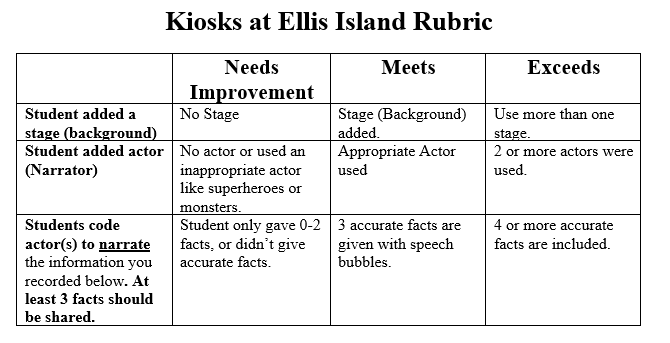 Kiosks at Ellis Island Rubric
Needs
Improvement
Meets
Exceeds
Student added a
stage (background)
No Stage
Stage (Background)
added.
Use more than one
stage.
Student added actor
(Narrator)
No actor or used an
inappropriate actor
like superheroes or
monsters.
Appropriate Actor
used
2 or more actors were
used.
Students code
actor(s) to narrate
the information you
recorded below. At
least 3 facts should
be shared.
Student only gave 0-2
facts, or didn’t give
accurate facts.
3 accurate facts are
given with speech
bubbles.
4 or more accurate
facts are included.